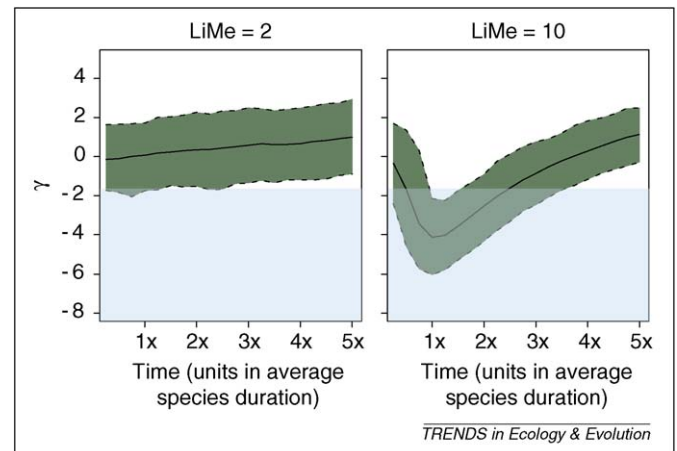 LiMe = 2
LiMe = 10
4
2
0
-2
-4
-6
-8
γ
1x 2x 3x 4x 5x
1x 2x 3x 4x 5x
Time (units in average
species duration)
Time (units in average
species duration)
TRENDS in Ecology & Evolution